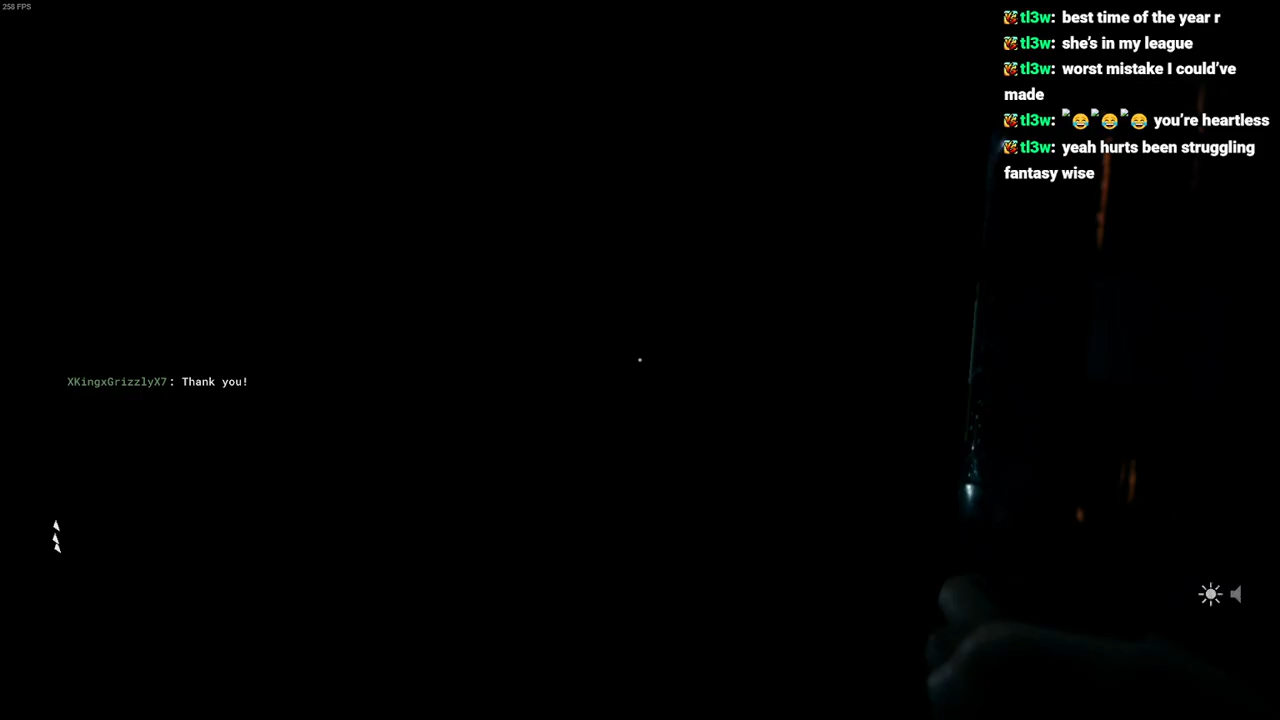 258 FPS
tl3w: best time of the year r
tl3w: she's in my league
tl3w: worst mistake I could've
made
tl3w: 😂😂😂 you're heartless
tl3w: yeah hurts been struggling
fantasy wise
XKingxGrizzlyX7: Thank you!